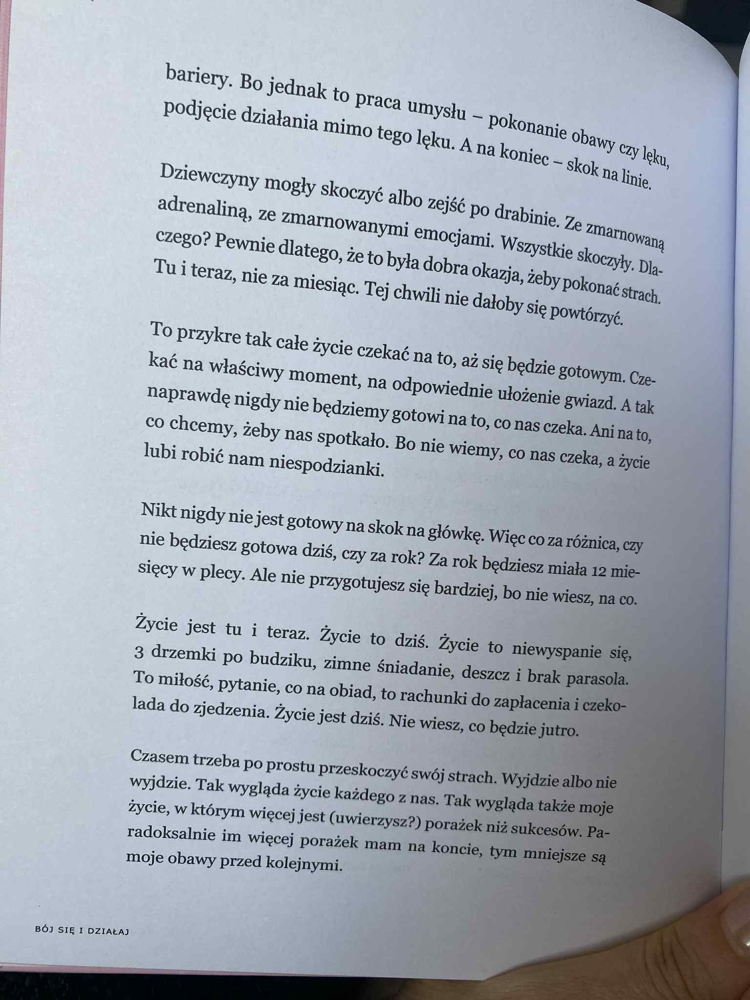 bariery. Bo jednak to praca umysłu – pokonanie obawy czy lęku,
podjęcie działania mimo tego lęku. A na koniec – skok na linie.
Dziewczyny mogły skoczyć albo zejść po drabinie. Ze zmarnowaną
adrenaliną, ze zmarnowanymi emocjami. Wszystkie skoczyły. Dla-
czego? Pewnie dlatego, że to była dobra okazja, żeby pokonać strach.
Tu i teraz, nie za miesiąc. Tej chwili nie dałoby się powtórzyć.
To przykre tak całe życie czekać na to, aż się będzie gotowym. Cze-
kać na właściwy moment, na odpowiednie ułożenie gwiazd. A tak
naprawdę nigdy nie będziemy gotowi na to, co nas czeka. Ani na to,
co chcemy, żeby nas spotkało. Bo nie wiemy, co nas czeka, a życie
lubi robić nam niespodzianki.
Nikt nigdy nie jest gotowy na skok na główkę. Więc co za różnica, czy
nie będziesz gotowa dziś, czy za rok? Za rok będziesz miała 12 mie-
sięcy w plecy. Ale nie przygotujesz się bardziej, bo nie wiesz, na co.
Życie jest tu i teraz. Życie to dziś. Życie to niewyspanie się,
3 drzemki po budziku, zimne śniadanie, deszcz i brak parasola.
To miłość, pytanie, co na obiad, to rachunki do zapłacenia i czeko-
lada do zjedzenia. Życie jest dziś. Nie wiesz, co będzie jutro.
Czasem trzeba po prostu przeskoczyć swój strach. Wyjdzie albo nie
wyjdzie. Tak wygląda życie każdego z nas. Tak wygląda także moje
życie, w którym więcej jest (uwierzysz?) porażek niż sukcesów. Pa-
radoksalnie im więcej porażek mam na koncie, tym mniejsze są
moje obawy przed kolejnymi.
BÓJ SIĘ I DZIAŁAJ